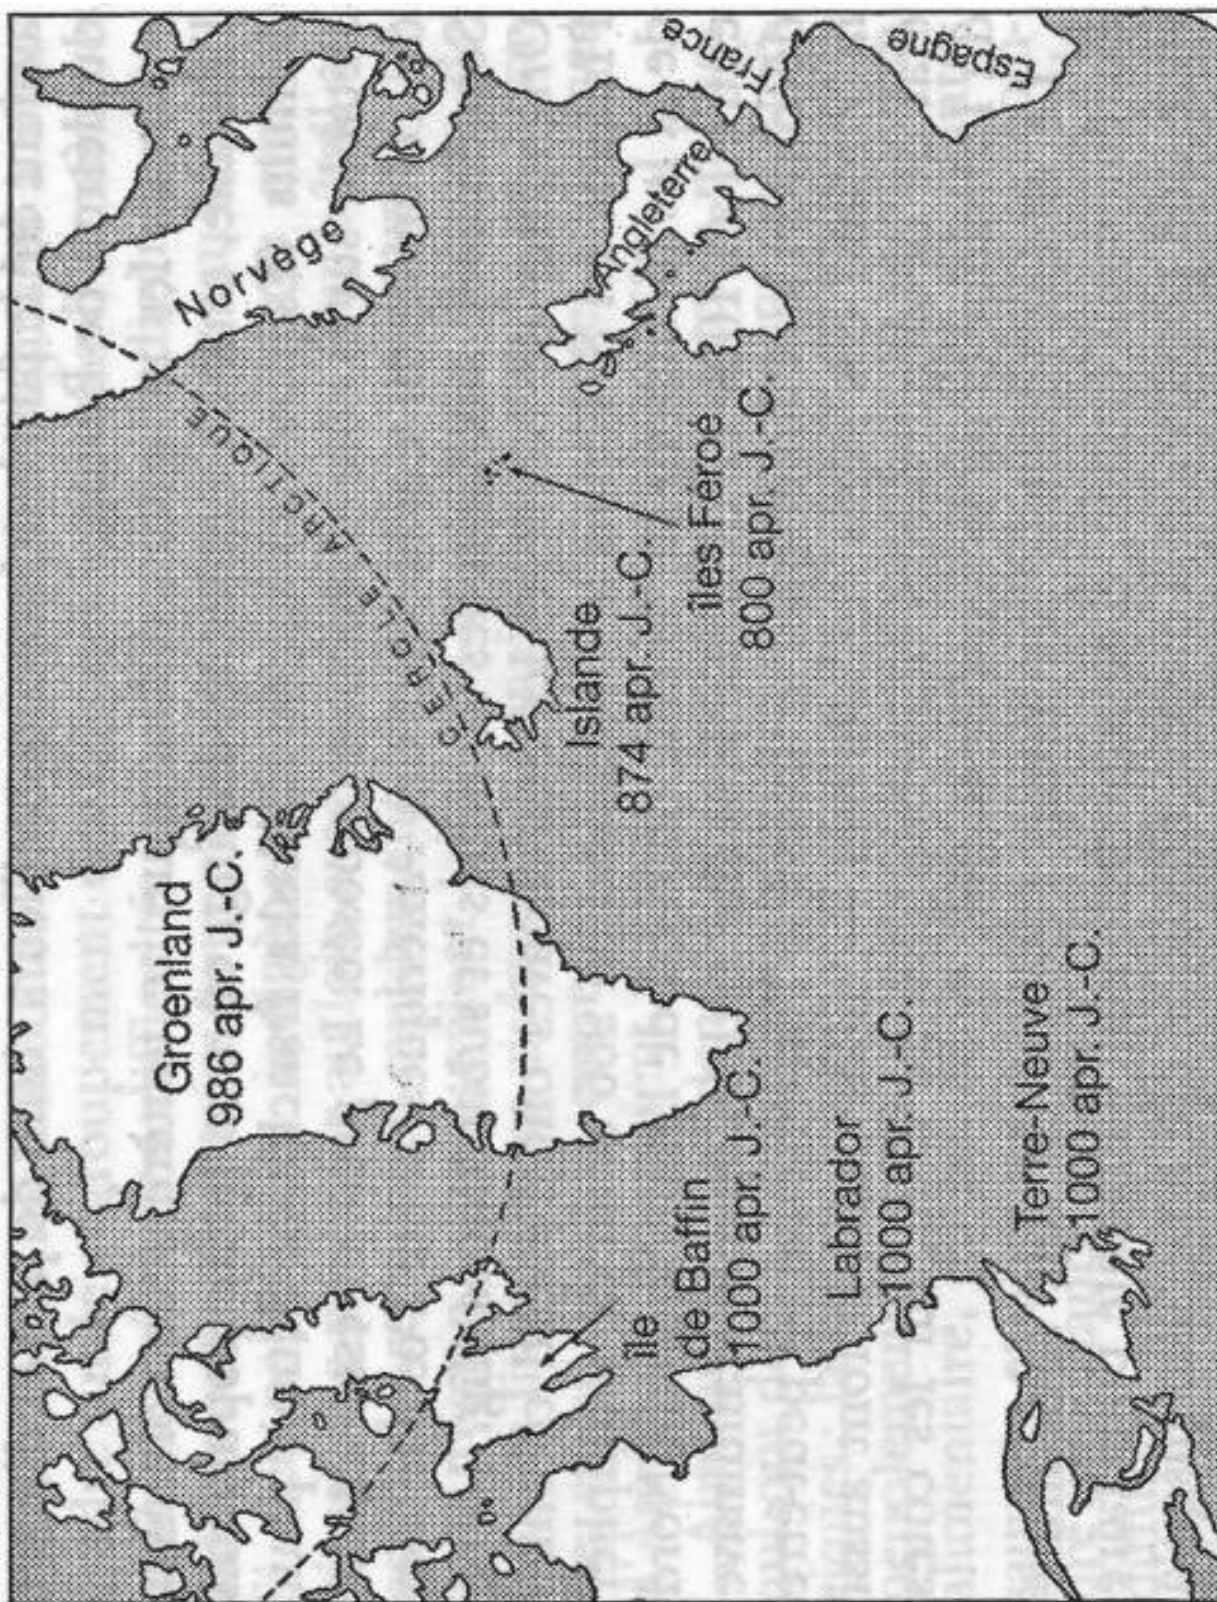 Groenland
986 apr. J.-C.
CERCLE ARCTIQUE
Norvège
Islande
874 apr. J.-C.
îles Féroé
800 apr. J.-C.
Angleterre
France
Espagne
île
de Baffin
1000 apr. J.-C.
Labrador
1000 apr. J.-C.
Terre-Neuve
1000 apr. J.-C.